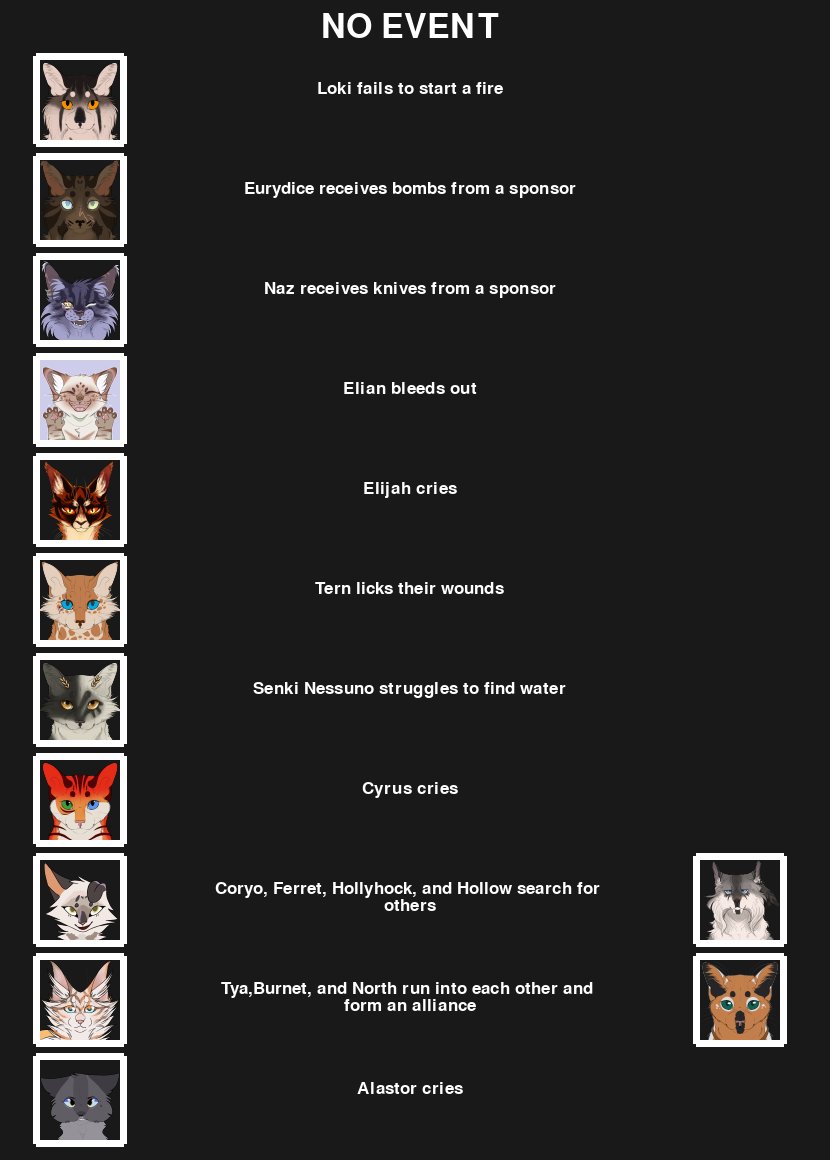 NO EVENT
Loki fails to start a fire
Eurydice receives bombs from a sponsor
Naz receives knives from a sponsor
Elian bleeds out
Elijah cries
Tern licks their wounds
Senki Nessuno struggles to find water
Cyrus cries
Coryo, Ferret, Hollyhock, and Hollow search for
others
Tya,Burnet, and North run into each other and
form an alliance
Alastor cries